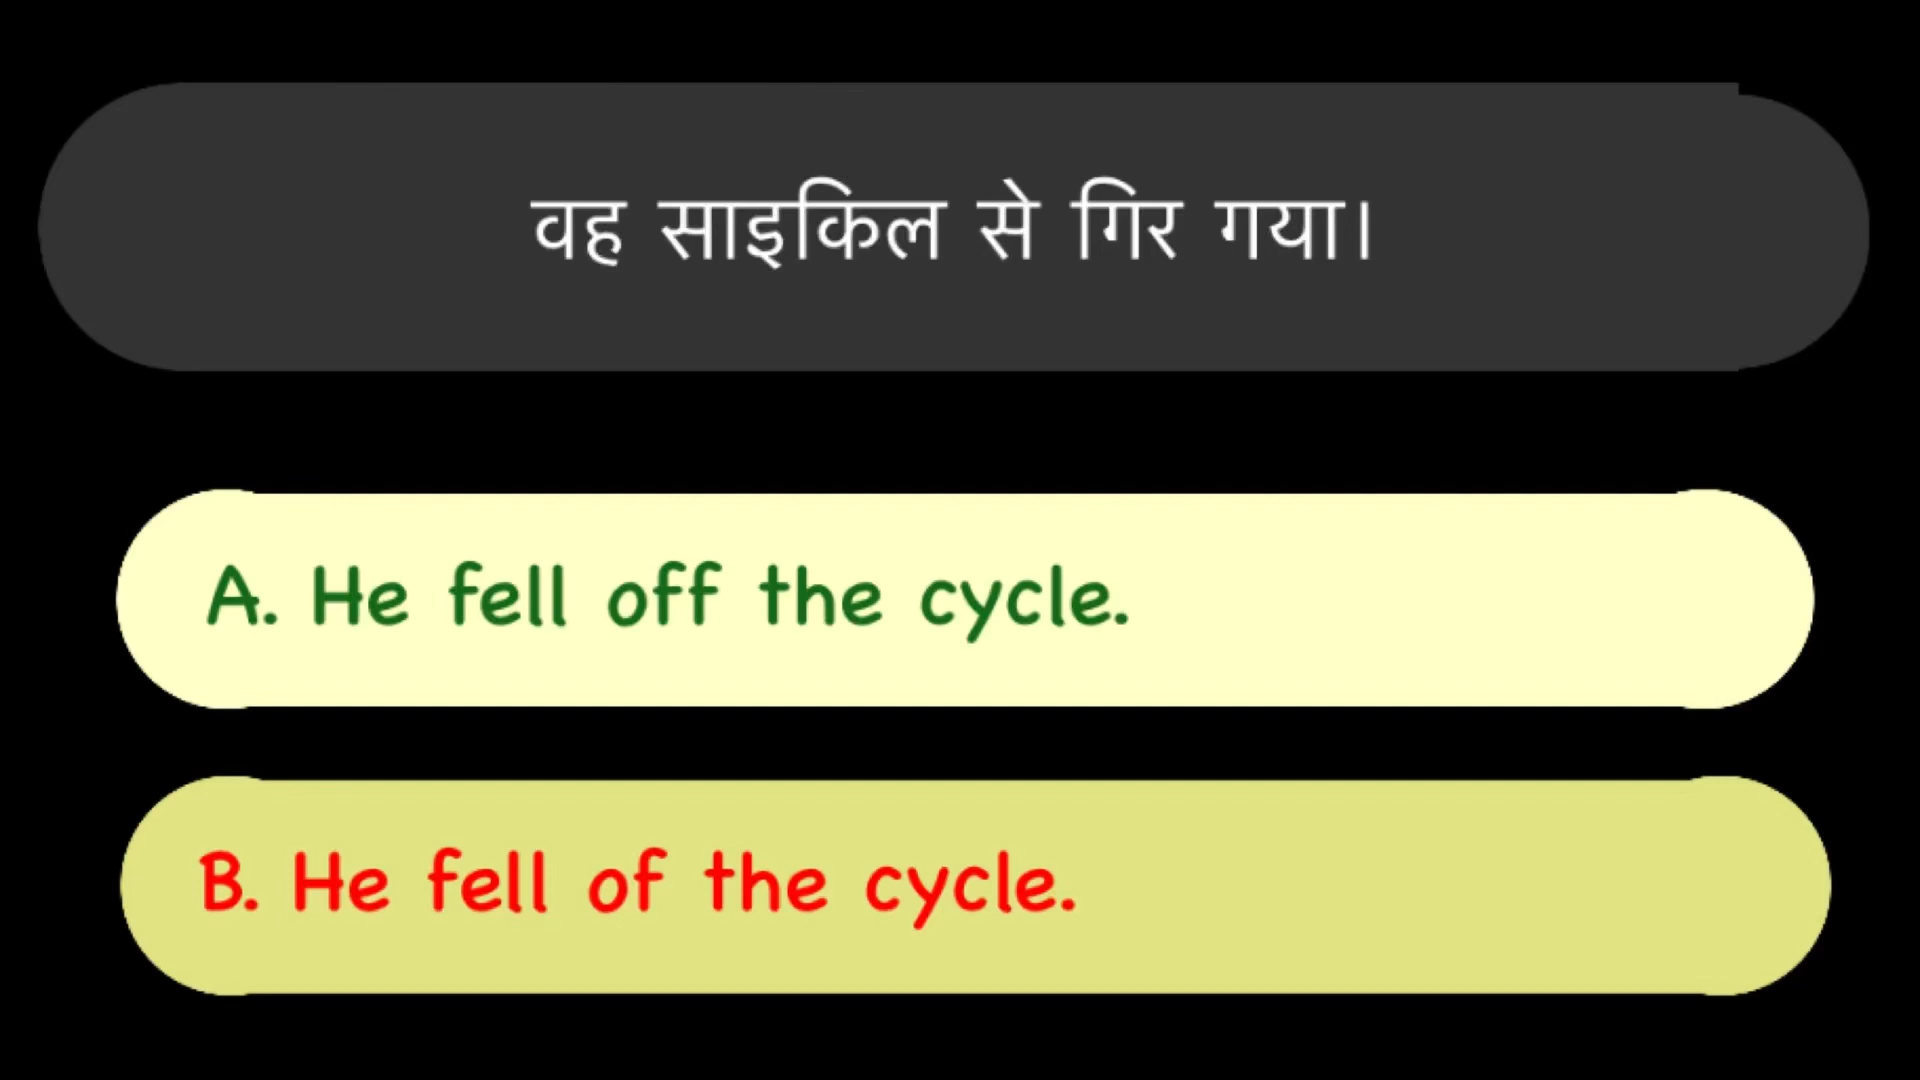 वह साइकिल से गिर गया।
A. He fell off the cycle.
B. He fell of the cycle.